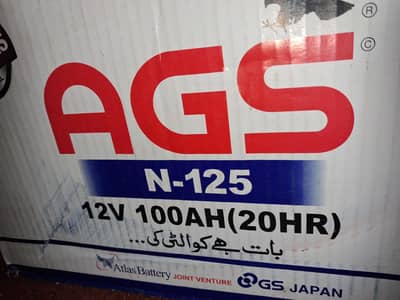 ®
AGS
©
N-125
12V 100AH(20HR)
بات ہے کوالٹی کی...
Atlas Battery JOINT VENTURE GS JAPAN